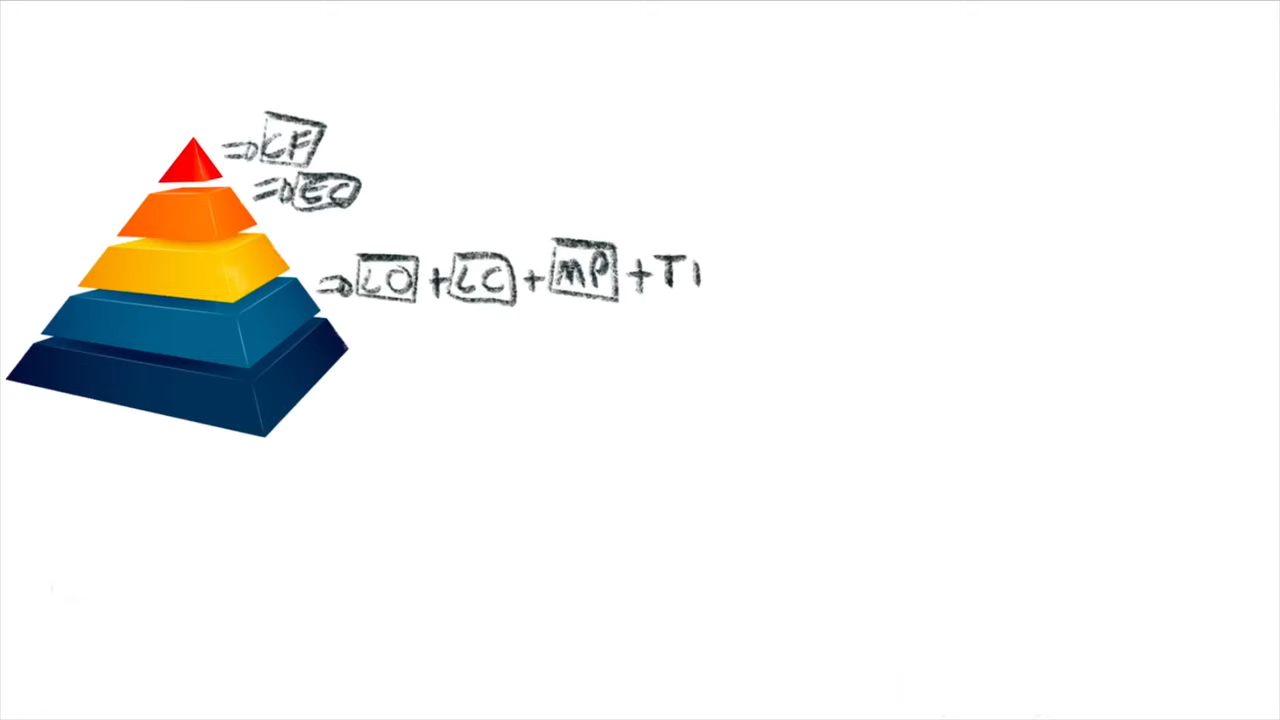 ⇒ CF
⇒ EO
⇒ LO + LC + MP + TI